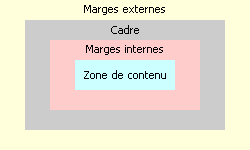 Marges externes
Cadre
Marges internes
Zone de contenu